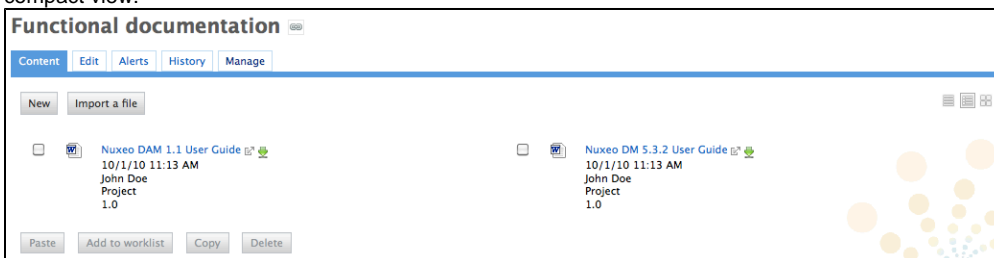 compact view.
Functional documentation
Content Edit Alerts History Manage
New Import a file
Nuxeo DAM 1.1 User Guide Nuxeo DM 5.3.2 User Guide
10/1/10 11:13 AM 10/1/10 11:13 AM
John Doe John Doe
Project Project
1.0 1.0
Paste Add to worklist Copy Delete